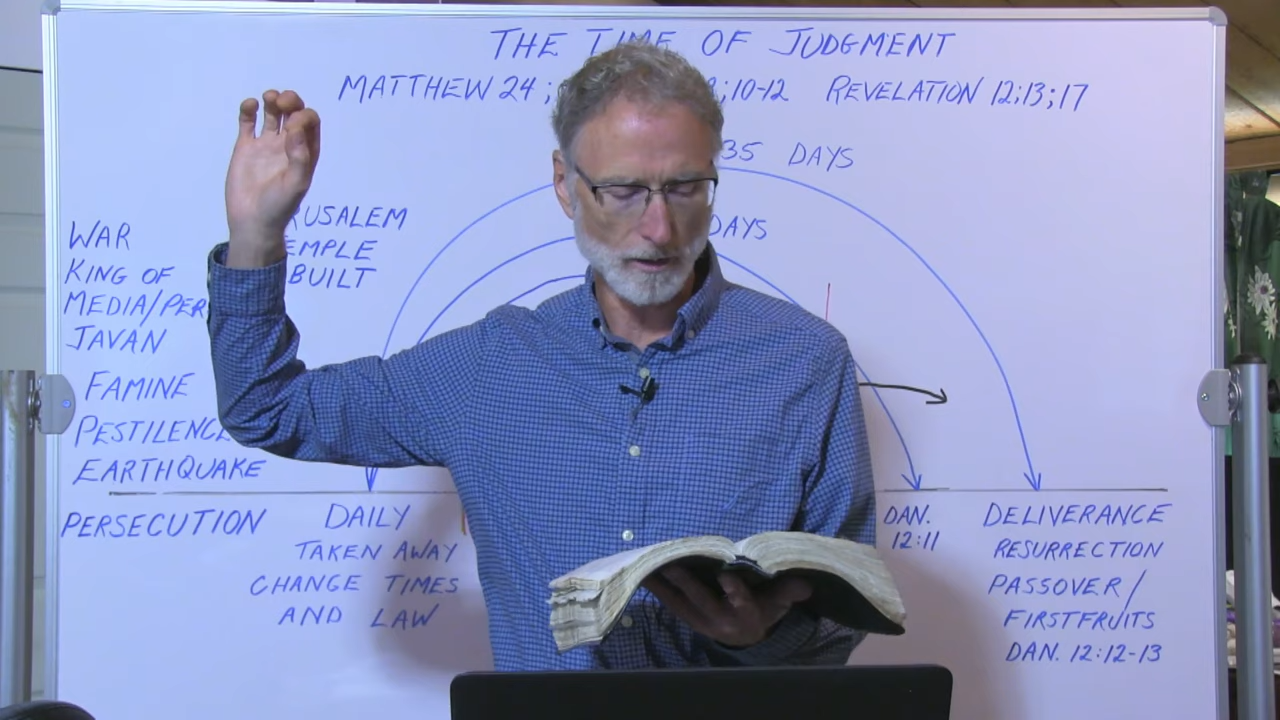 THE TIME OF JUDGMENT
MATTHEW 24; ;10-12 REVELATION 12;13;17
35 DAYS
DAYS
RUSALEM
EMPLE
BUILT
WAR
KING OF
MEDIA/PER
JAVAN
FAMINE
PESTILENCE
EARTHQUAKE
PERSECUTION
DAILY
TAKEN AWAY
CHANGE TIMES
AND LAW
DAN.
12:11
DELIVERANCE
RESURRECTION
PASSOVER/
FIRSTFRUITS
DAN. 12:12-13